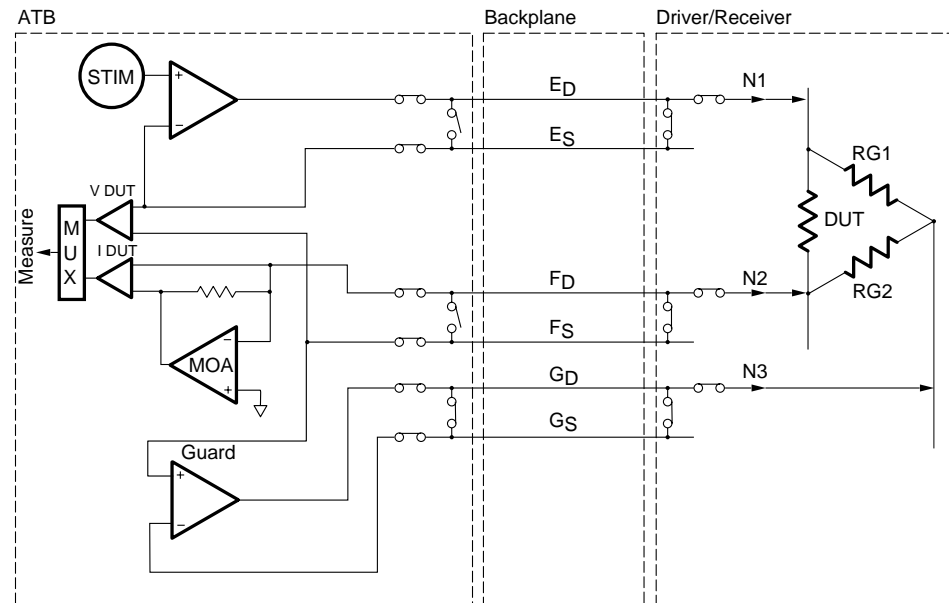 ATB
Backplane
Driver/Receiver
STIM
+
−
ED
N1
ES
RG1
V DUT
Measure
MUX
I DUT
DUT
FD
N2
RG2
−
MOA
+
FS
GD
N3
GS
Guard
+
−